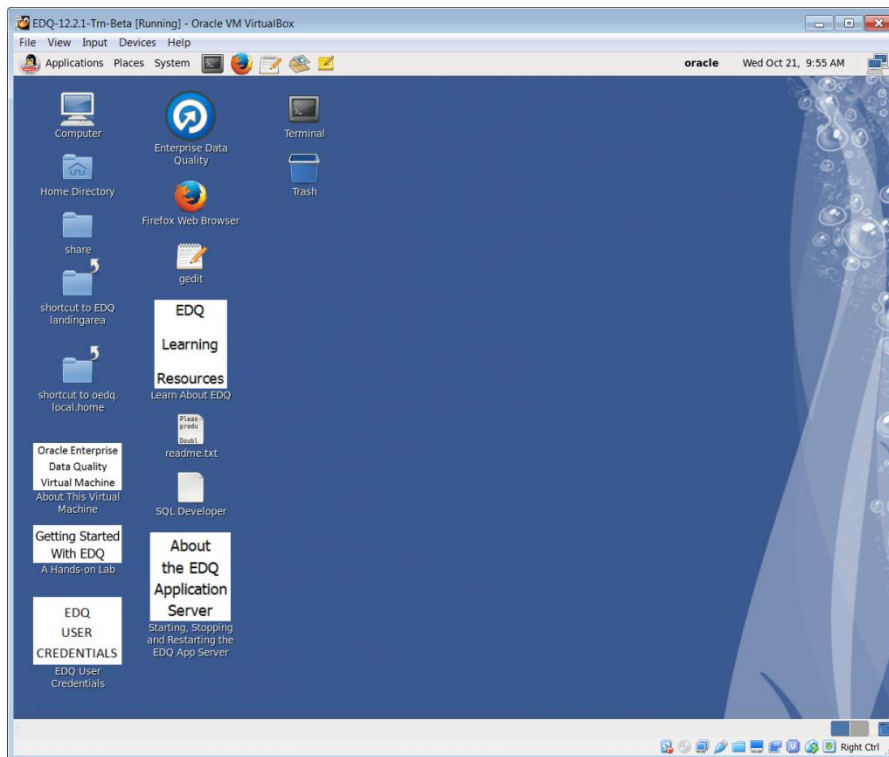 EDQ-12.2.1-Trn-Beta [Running] - Oracle VM VirtualBox
File View Input Devices Help
Applications Places System
oracle
Wed Oct 21, 9:55 AM
Computer
Home Directory
share
shortcut to EDQ
landingarea
shortcut to oedq.
local.home
Oracle Enterprise
Data Quality
Virtual Machine
About This Virtual
Machine
Getting Started
With EDQ
A Hands-on Lab
EDQ
USER
CREDENTIALS
EDQ User
Credentials
Enterprise Data
Quality
Firefox Web Browser
gedit
EDQ
Learning
Resources
Learn About EDQ
Pleas
produ
Doubl
readme.txt
SQL Developer
About
the EDQ
Application
Server
Starting, Stopping
and Restarting the
EDQ App Server
Terminal
Trash
Right Ctrl